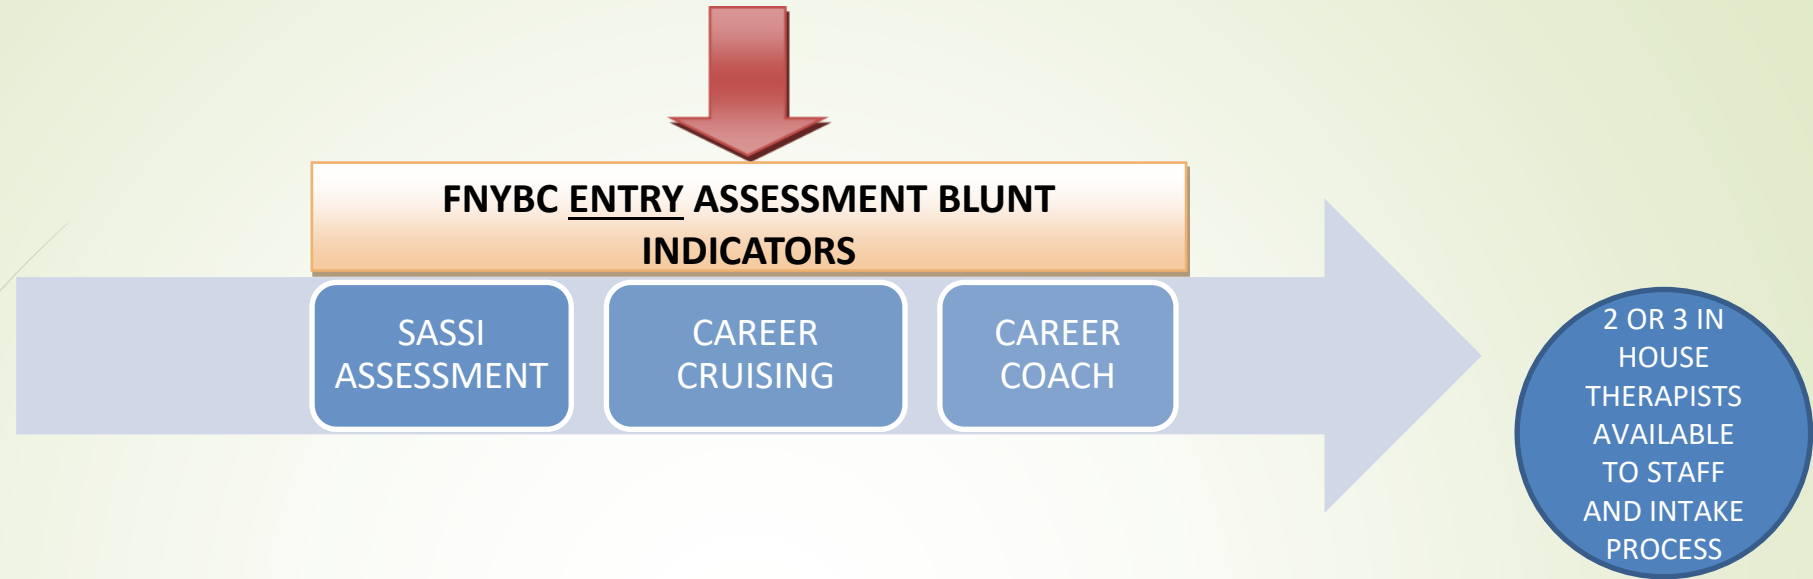 FNYBC ENTRY ASSESSMENT BLUNT
INDICATORS
SASSI
ASSESSMENT
CAREER
CRUISING
CAREER
COACH
2 OR 3 IN
HOUSE
THERAPISTS
AVAILABLE
TO STAFF
AND INTAKE
PROCESS